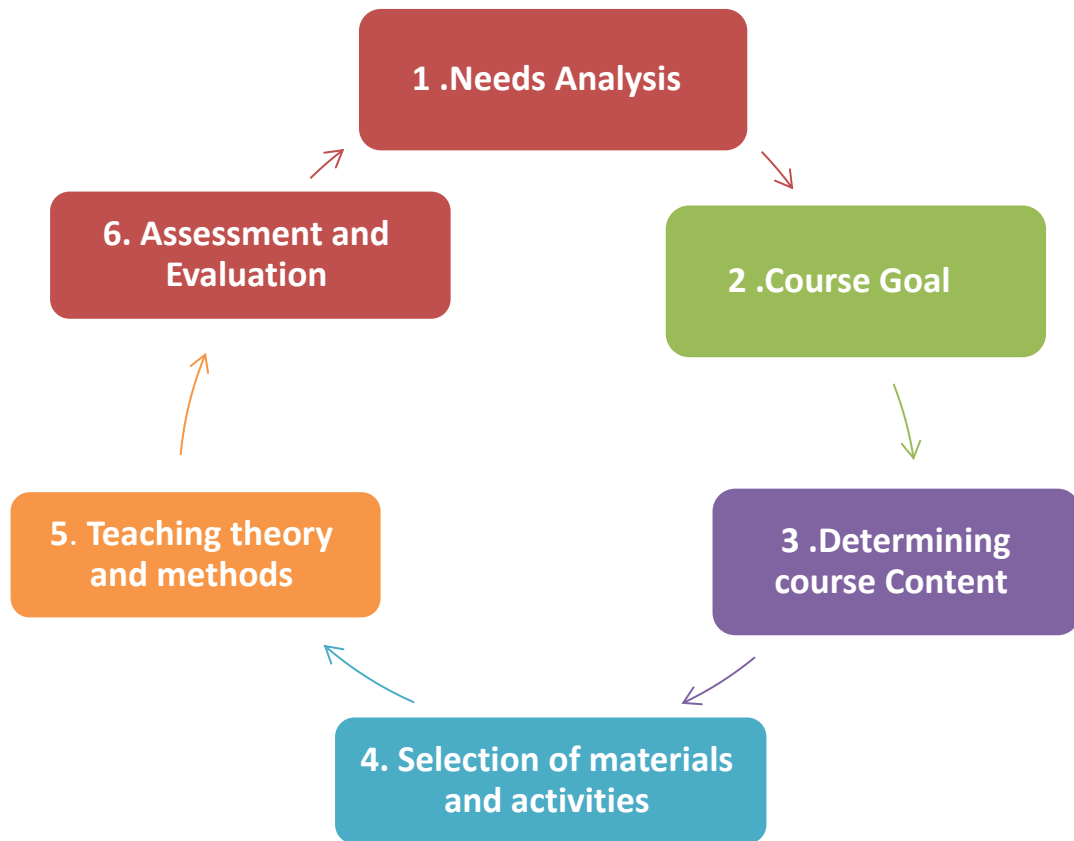 1 .Needs Analysis
2 .Course Goal
3 .Determining
course Content
4. Selection of materials
and activities
5. Teaching theory
and methods
6. Assessment and
Evaluation